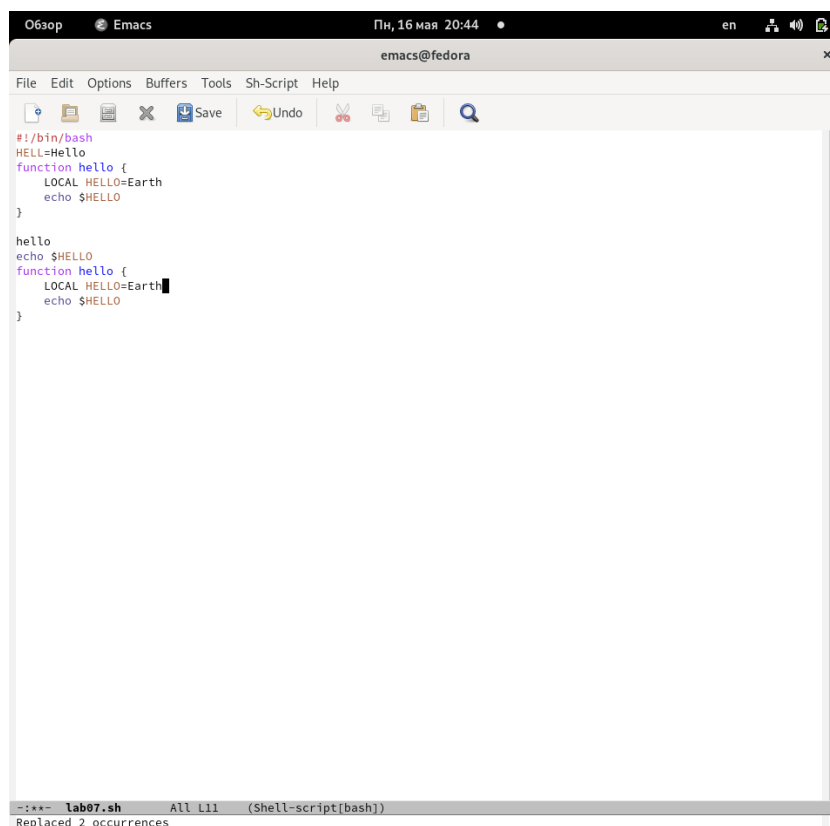 Обзор Emacs Пн, 16 мая 20:44 en
emacs@fedora
File Edit Options Buffers Tools Sh-Script Help
Save Undo
#!/bin/bash
HELL=Hello
function hello {
    LOCAL HELLO=Earth
    echo $HELLO
}
hello
echo $HELLO
function hello {
    LOCAL HELLO=Earth
    echo $HELLO
}
-:**- lab07.sh All L11 (Shell-script[bash])
Replaced 2 occurrences